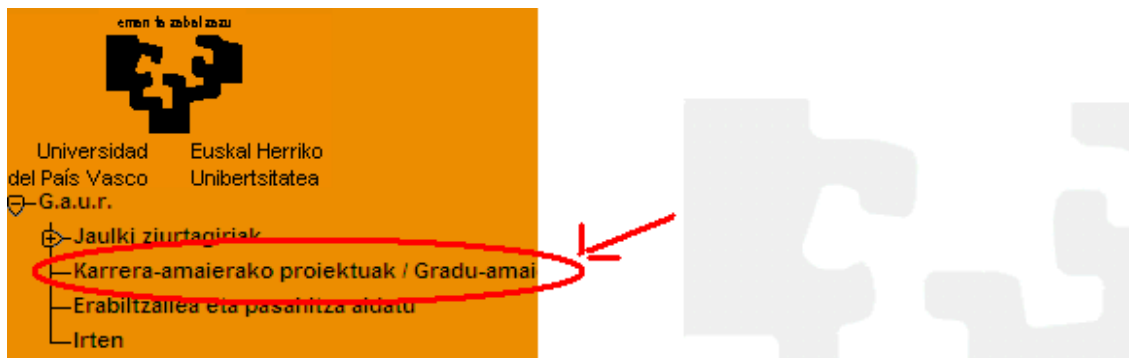 eman ta zabal zazu
Universidad Euskal Herriko
del País Vasco Unibertsitatea
G.a.u.r.
Jaulki ziurtagiriak
Karrera-amaierako proiektuak / Gradu-amai
Erabiltzailea eta pasahitza aldatu
Irten